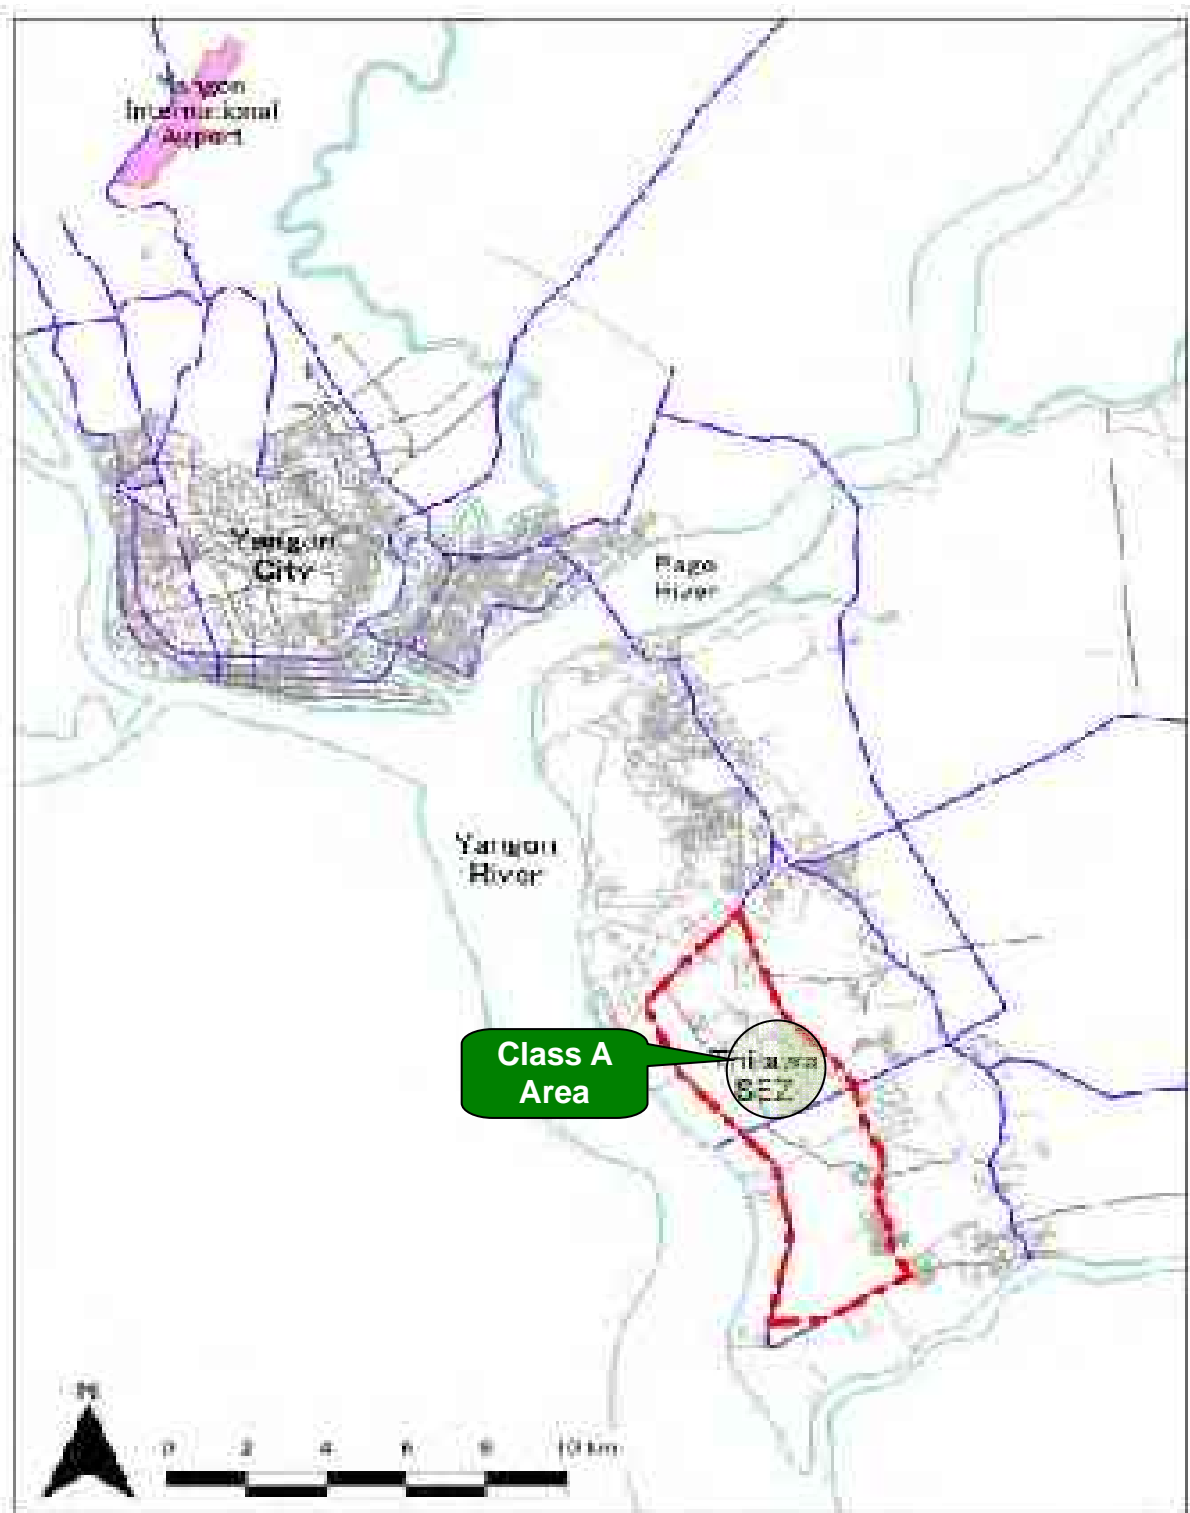 Yangon
International
Airport
Yangon
City
Bago
River
Yangon
River
Class A
Area
Thilawa
SEZ
N
0 2 4 6 8 10 km